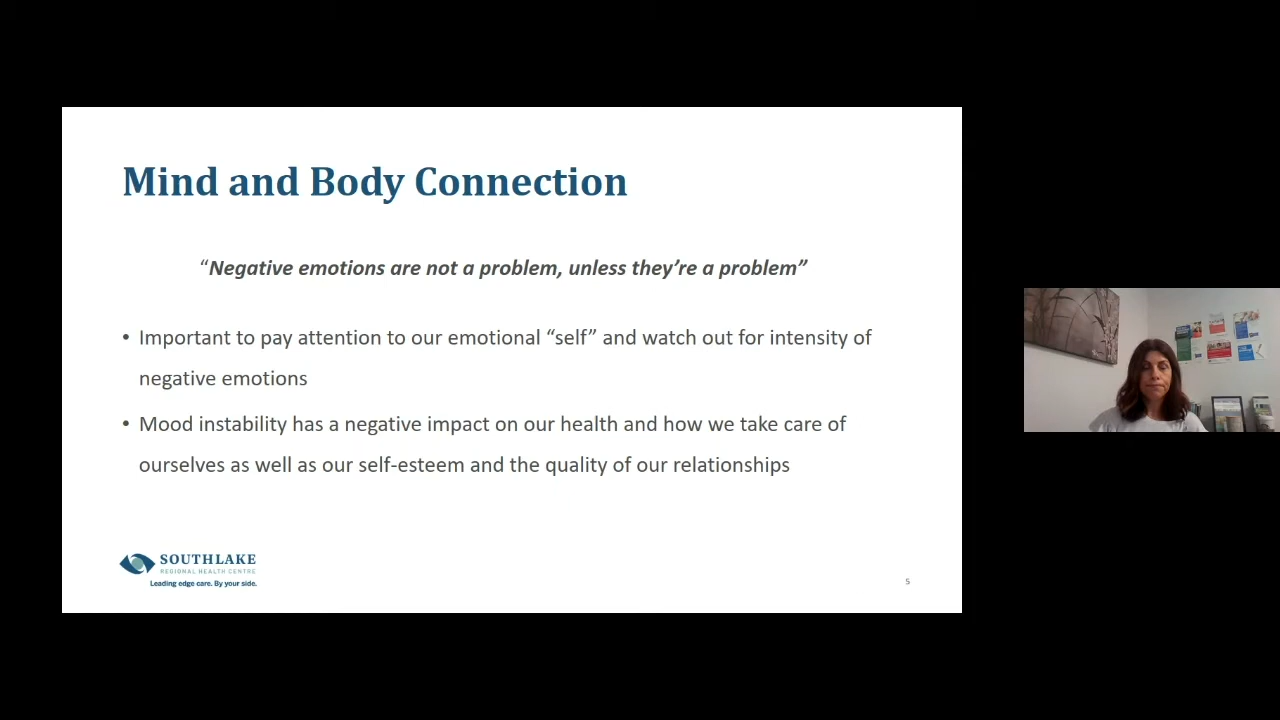 Mind and Body Connection
“Negative emotions are not a problem, unless they’re a problem”
• Important to pay attention to our emotional “self” and watch out for intensity of
negative emotions
• Mood instability has a negative impact on our health and how we take care of
ourselves as well as our self-esteem and the quality of our relationships
SOUTHLAKE
REGIONAL HEALTH CENTRE
Leading edge care. By your side.
5